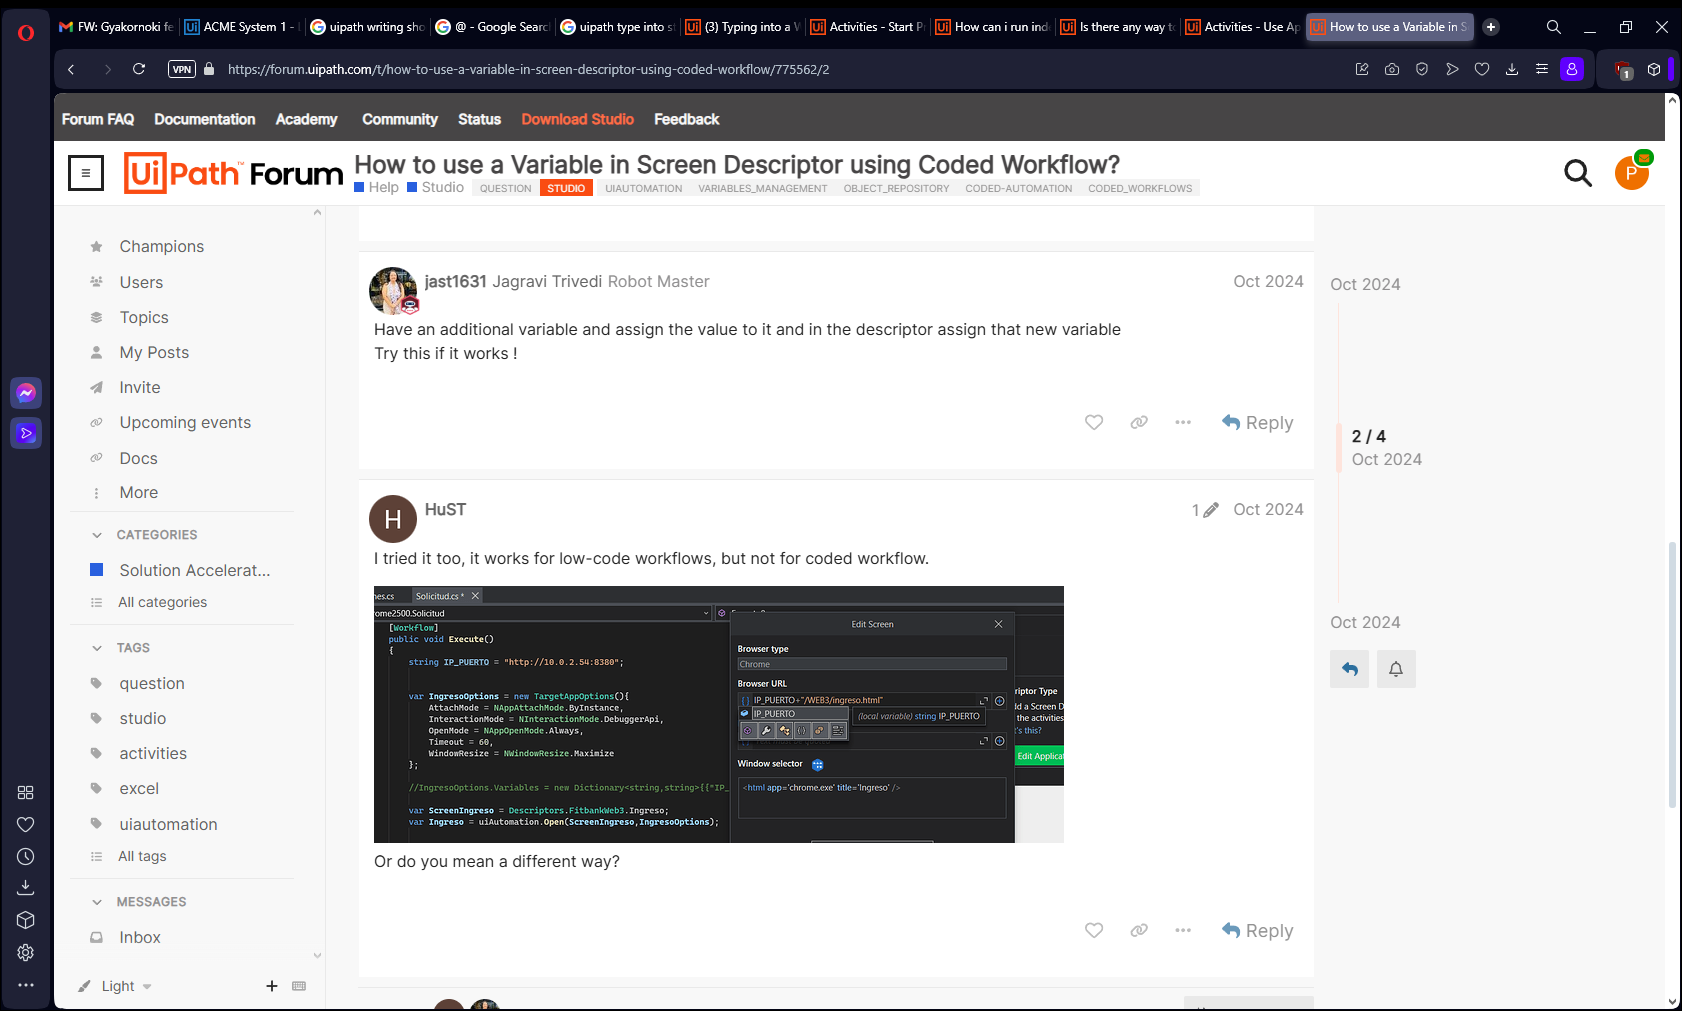 FW: Gyakornoki fe
ACME System 1 -
uipath writing sho
@ - Google Searc
uipath type into st
(3) Typing into a W
Activities - Start Pr
How can i run ind
Is there any way to
Activities - Use Ap
How to use a Variable in S
VPN
https://forum.uipath.com/t/how-to-use-a-variable-in-screen-descriptor-using-coded-workflow/775562/2
1
Forum FAQ Documentation Academy Community Status Download Studio Feedback
UiPath™ Forum
How to use a Variable in Screen Descriptor using Coded Workflow?
Help Studio QUESTION STUDIO UIAUTOMATION VARIABLES_MANAGEMENT OBJECT_REPOSITORY CODED-AUTOMATION CODED_WORKFLOWS
P
Champions
Users
Topics
My Posts
Invite
Upcoming events
Docs
More
CATEGORIES
Solution Accelerat...
All categories
TAGS
question
studio
activities
excel
uiautomation
All tags
MESSAGES
Inbox
Light
jast1631 Jagravi Trivedi Robot Master
Oct 2024
Have an additional variable and assign the value to it and in the descriptor assign that new variable
Try this if it works !
Reply
H
HuST
1
Oct 2024
I tried it too, it works for low-code workflows, but not for coded workflow.
nes.cs Solicitud.cs *
ome2500.Solicitud
[Workflow]
public void Execute()
{
string IP_PUERTO = "http://10.0.2.54:8380";
var IngresoOptions = new TargetAppOptions(){
AttachMode = NAppAttachMode.ByInstance,
InteractionMode = NInteractionMode.DebuggerApi,
OpenMode = NAppOpenMode.Always,
Timeout = 60,
WindowResize = NWindowResize.Maximize
};
//IngresoOptions.Variables = new Dictionary<string,string>{{"IP_
var ScreenIngreso = Descriptors.FitbankWeb3.Ingreso;
var Ingreso = uiAutomation.Open(ScreenIngreso,IngresoOptions);
Edit Screen
Browser type
Chrome
Browser URL
IP_PUERTO+"/WEB3/ingreso.html"
IP_PUERTO
(local variable) string IP_PUERTO
Window selector
<html app='chrome.exe' title='Ingreso' />
riptor Type
ld a Screen D
the activities
t's this?
Edit Applicat
Or do you mean a different way?
Reply
Oct 2024
2 / 4
Oct 2024
Oct 2024